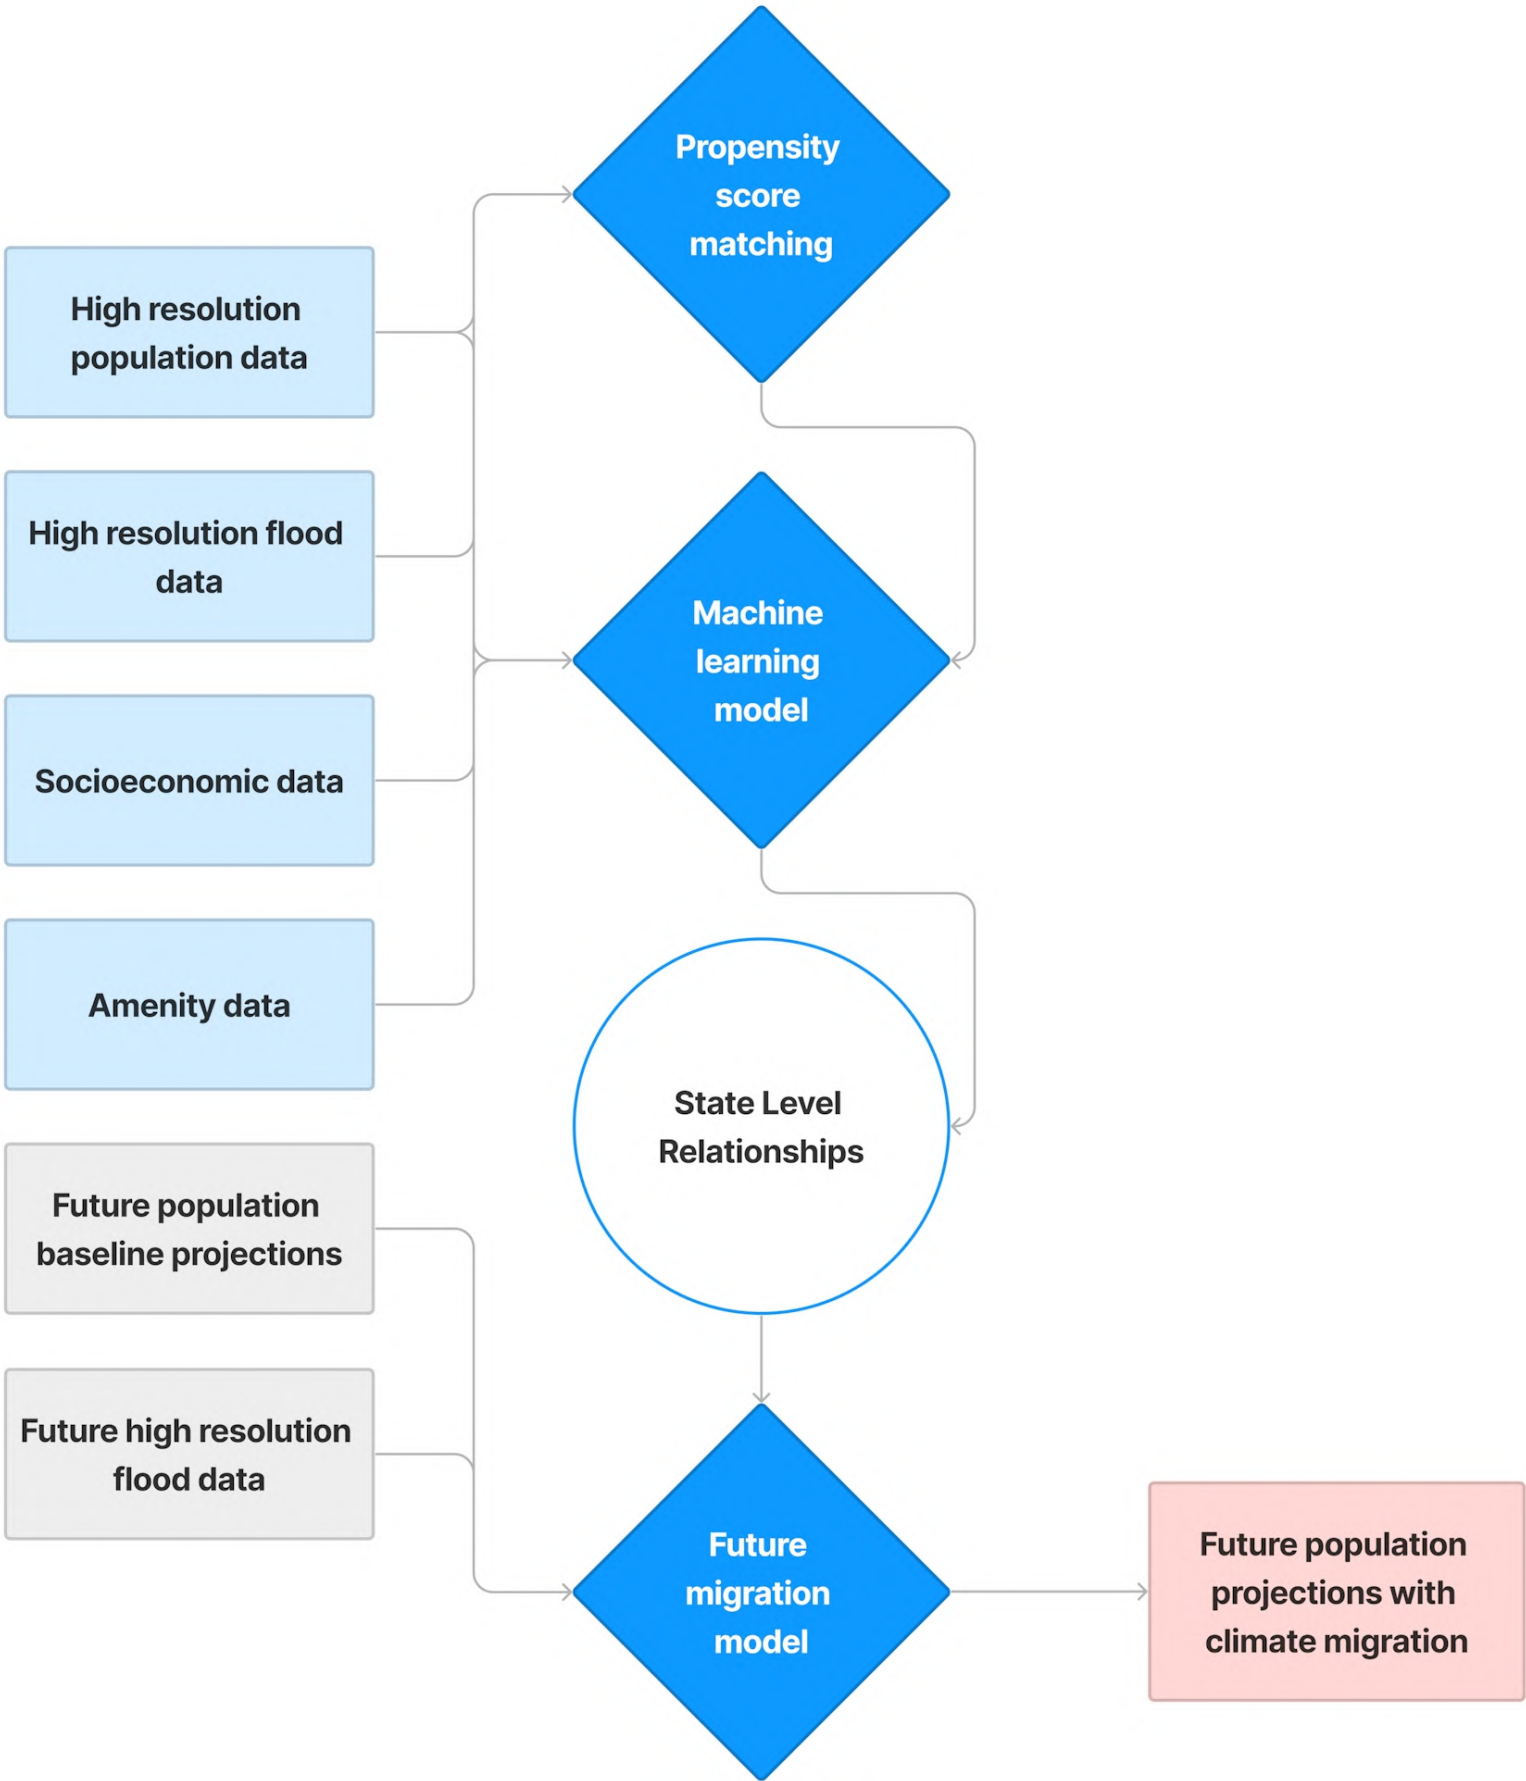 Propensity
score
matching
High resolution
population data
High resolution flood
data
Machine
learning
model
Socioeconomic data
Amenity data
State Level
Relationships
Future population
baseline projections
Future high resolution
flood data
Future
migration
model
Future population
projections with
climate migration